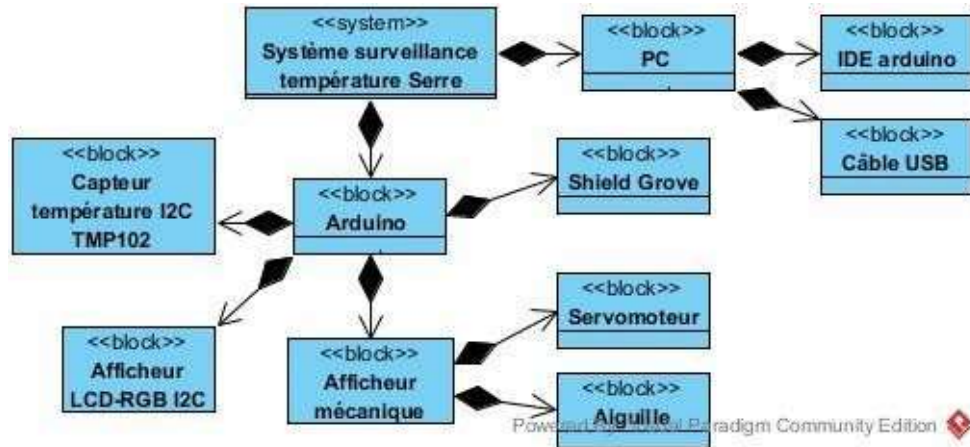 <<system>>
Système surveillance
température Serre
<<block>>
PC
<<block>>
IDE arduino
<<block>>
Câble USB
<<block>>
Capteur
température I2C
TMP102
<<block>>
Arduino
<<block>>
Shield Grove
<<block>>
Afficheur
LCD-RGB I2C
<<block>>
Afficheur
mécanique
<<block>>
Servomoteur
<<block>>
Aiguille
Powered Paradigm Community Edition